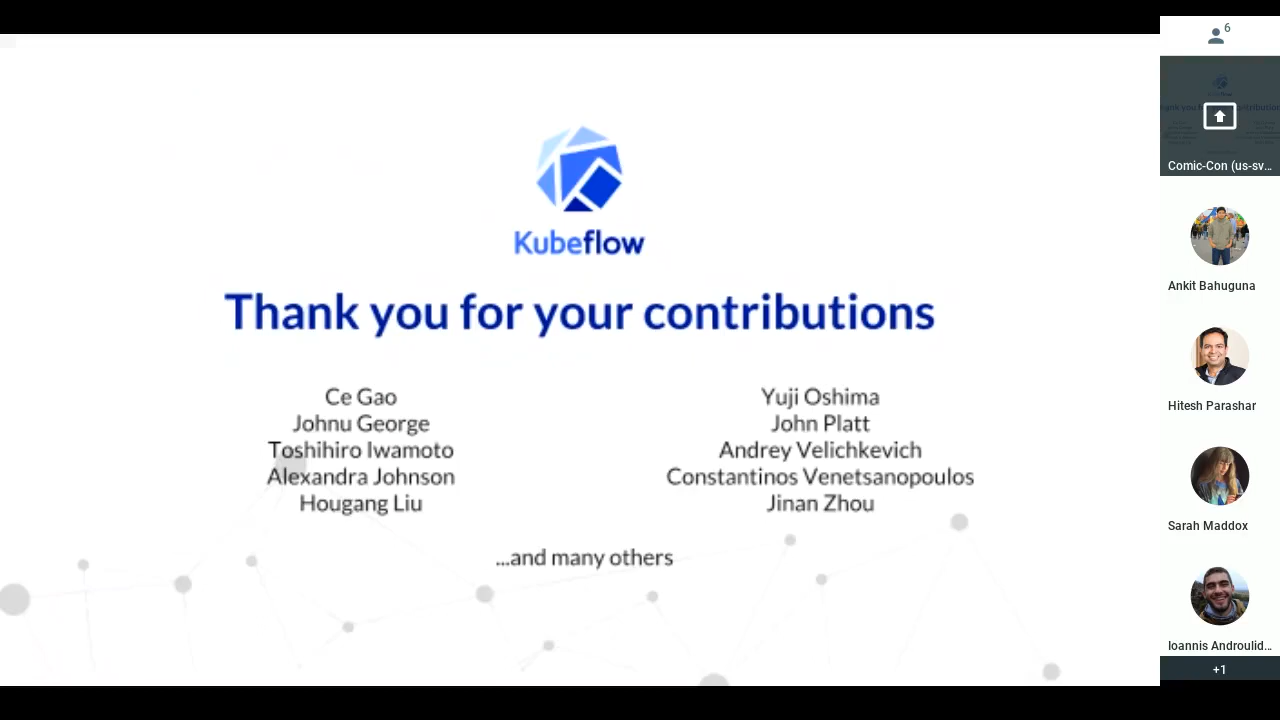 Kubeflow
Thank you for your contributions
Ce Gao
Johnu George
Toshihiro Iwamoto
Alexandra Johnson
Hougang Liu
Yuji Oshima
John Platt
Andrey Velichkevich
Constantinos Venetsanopoulos
Jinan Zhou
...and many others
6
Comic-Con (us-sv...
Ankit Bahuguna
Hitesh Parashar
Sarah Maddox
Ioannis Androulid...
+1